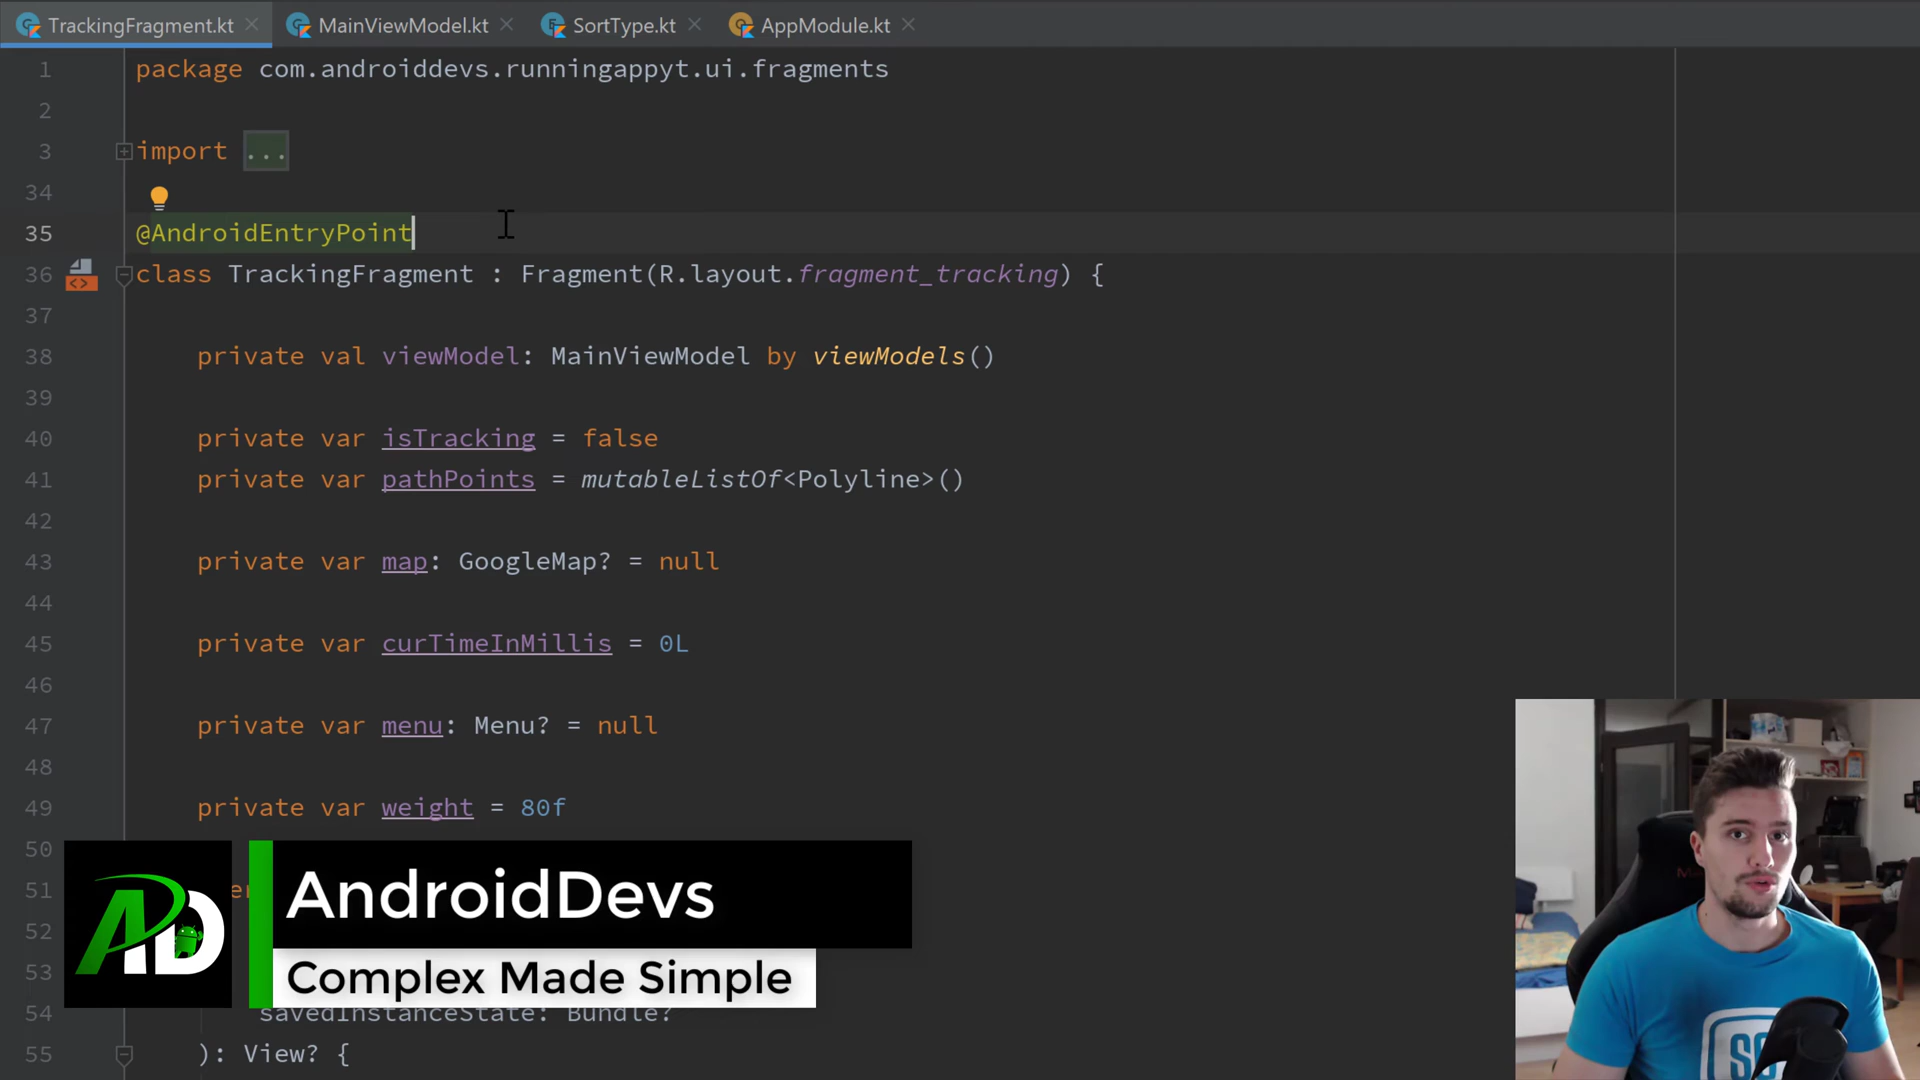 TrackingFragment.kt MainViewModel.kt SortType.kt AppModule.kt
1 package com.androiddevs.runningappyt.ui.fragments
2
3 import ...
34
35 @AndroidEntryPoint
36 class TrackingFragment : Fragment(R.layout.fragment_tracking) {
37
38 private val viewModel: MainViewModel by viewModels()
39
40 private var isTracking = false
41 private var pathPoints = mutableListOf<Polyline>()
42
43 private var map: GoogleMap? = null
44
45 private var curTimeInMillis = 0L
46
47 private var menu: Menu? = null
48
49 private var weight = 80f
50
51
52
53
54 savedInstanceState: Bundle?
55 ): View? {
AD
AndroidDevs
Complex Made Simple